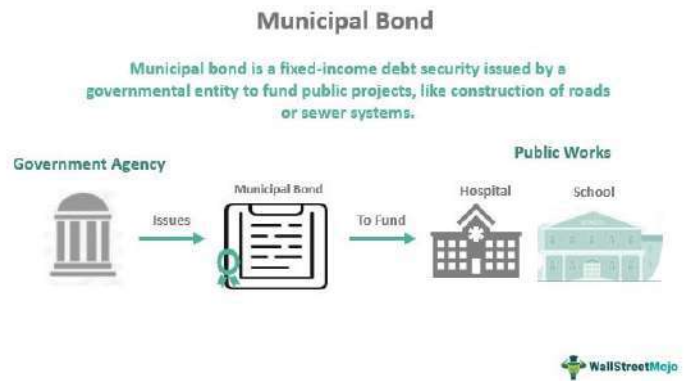 Municipal Bond
Municipal bond is a fixed-income debt security issued by a
governmental entity to fund public projects, like construction of roads
or sewer systems.
Government Agency
Public Works
Municipal Bond
Hospital
School
Issues
To Fund
WallStreetMojo